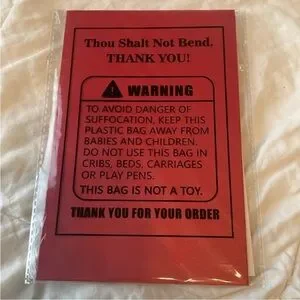 Thou Shalt Not Bend.
THANK YOU!
WARNING
TO AVOID DANGER OF
SUFFOCATION, KEEP THIS
PLASTIC BAG AWAY FROM
BABIES AND CHILDREN.
DO NOT USE THIS BAG IN
CRIBS, BEDS, CARRIAGES
OR PLAY PENS.
THIS BAG IS NOT A TOY.
THANK YOU FOR YOUR ORDER